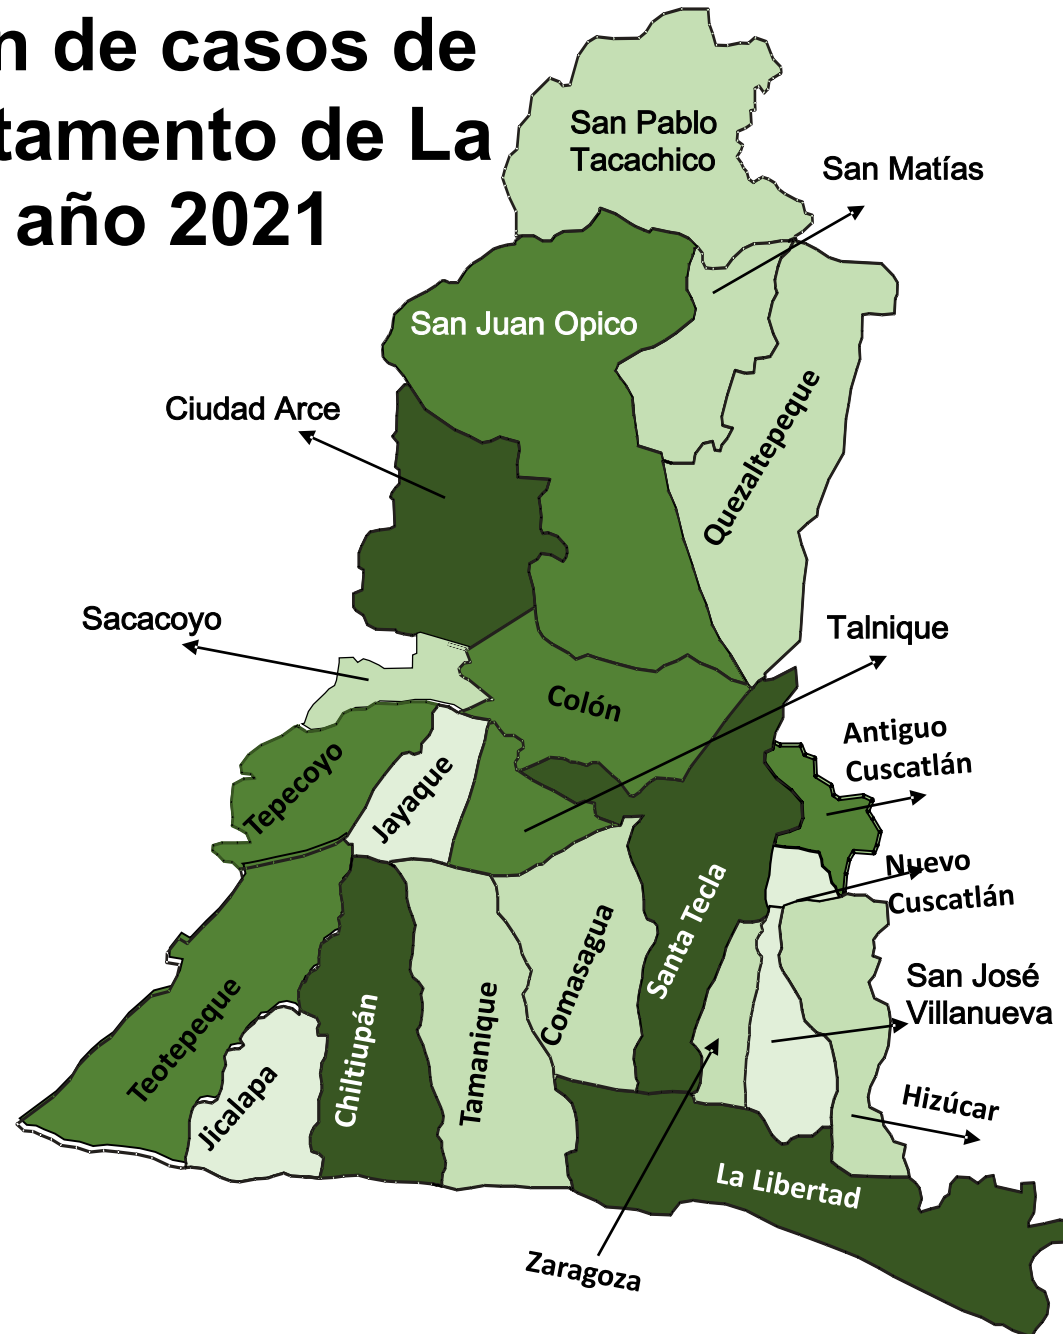 n de casos de
tamento de La
año 2021
San Pablo
Tacachico
San Matías
San Juan Opico
Ciudad Arce
Quezaltepeque
Sacacoyo
Talnique
Colón
Antiguo
Cuscatlán
Tepecoyo
Jayaque
Nuevo
Cuscatlán
Santa Tecla
Comasagua
San José
Villanueva
Teotepeque
Chiltiupán
Tamanique
Jicalapa
Hizúcar
La Libertad
Zaragoza